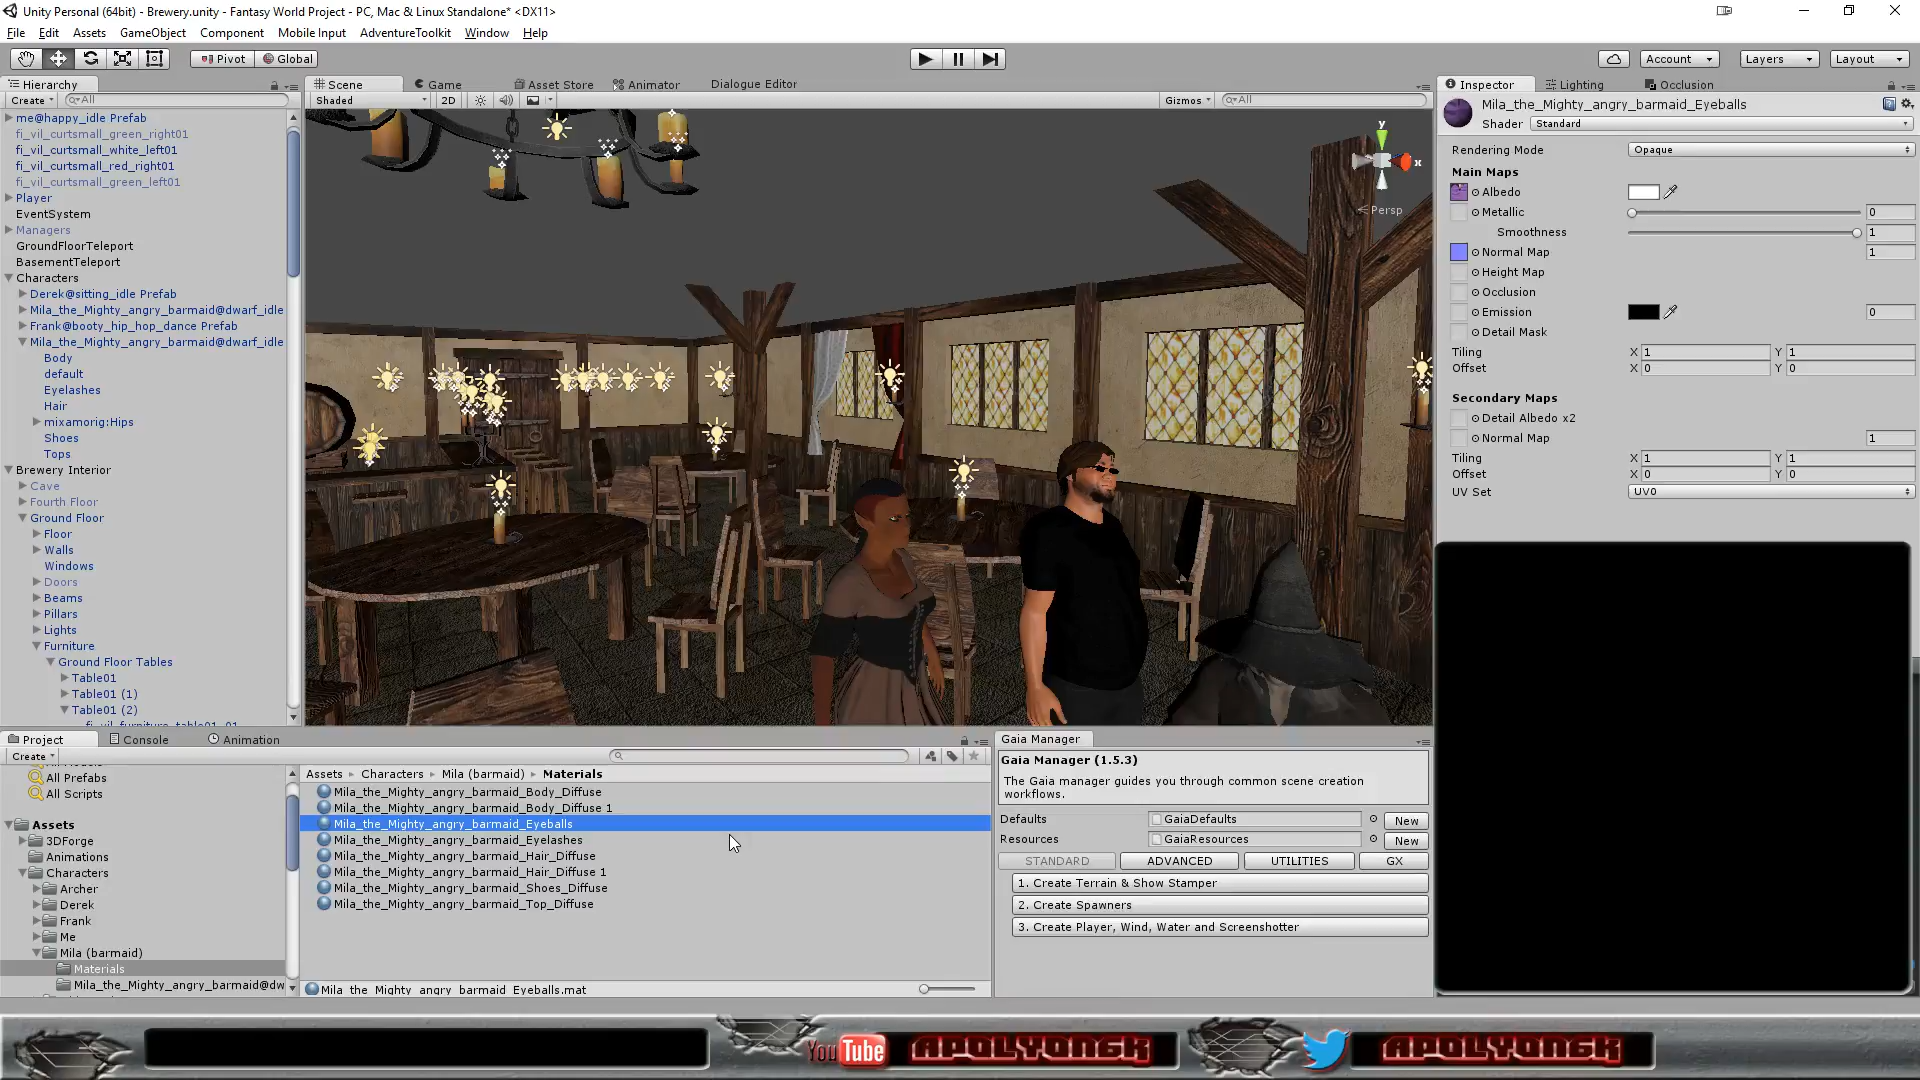 Unity Personal (64bit) - Brewery.unity - Fantasy World Project - PC, Mac & Linux Standalone* <DX11>
File Edit Assets GameObject Component Mobile Input AdventureToolkit Window Help
Pivot Global Account Layers Layout
Hierarchy
Create All
me@happy_idle Prefab
fi_vil_curtsmall_green_right01
fi_vil_curtsmall_white_left01
fi_vil_curtsmall_red_right01
fi_vil_curtsmall_green_left01
Player
EventSystem
Managers
GroundFloorTeleport
BasementTeleport
Characters
Derek@sitting_idle Prefab
Mila_the_Mighty_angry_barmaid@dwarf_idle
Frank@booty_hip_hop_dance Prefab
Mila_the_Mighty_angry_barmaid@dwarf_idle
Body
default
Eyelashes
Hair
mixamorig:Hips
Shoes
Tops
Brewery Interior
Cave
Fourth Floor
Ground Floor
Floor
Walls
Windows
Doors
Beams
Pillars
Lights
Furniture
Ground Floor Tables
Table01
Table01 (1)
Table01 (2)
fi_vil_furniture_table01_01
Scene Game Asset Store Animator Dialogue Editor
Shaded 2D Gizmos All
y
x
Persp
Inspector Lighting Occlusion
Mila_the_Mighty_angry_barmaid_Eyeballs
Shader Standard
Rendering Mode Opaque
Main Maps
Albedo
Metallic 0
Smoothness 1
Normal Map 1
Height Map
Occlusion
Emission 0
Detail Mask
Tiling X 1 Y 1
Offset X 0 Y 0
Secondary Maps
Detail Albedo x2
Normal Map 1
Tiling X 1 Y 1
Offset X 0 Y 0
UV Set UV0
Project Console Animation
Create
All Prefabs
All Scripts
Assets
3DForge
Animations
Characters
Archer
Derek
Frank
Me
Mila (barmaid)
Materials
Mila_the_Mighty_angry_barmaid@dw
Assets Characters Mila (barmaid) Materials
Mila_the_Mighty_angry_barmaid_Body_Diffuse
Mila_the_Mighty_angry_barmaid_Body_Diffuse 1
Mila_the_Mighty_angry_barmaid_Eyeballs
Mila_the_Mighty_angry_barmaid_Eyelashes
Mila_the_Mighty_angry_barmaid_Hair_Diffuse
Mila_the_Mighty_angry_barmaid_Hair_Diffuse 1
Mila_the_Mighty_angry_barmaid_Shoes_Diffuse
Mila_the_Mighty_angry_barmaid_Top_Diffuse
Mila_the_Mighty_angry_barmaid_Eyeballs.mat
Gaia Manager
Gaia Manager (1.5.3)
The Gaia manager guides you through common scene creation
workflows.
Defaults GaiaDefaults New
Resources GaiaResources New
STANDARD ADVANCED UTILITIES GX
1. Create Terrain & Show Stamper
2. Create Spawners
3. Create Player, Wind, Water and Screenshotter
YouTube APOLYONGK APOLYONGK